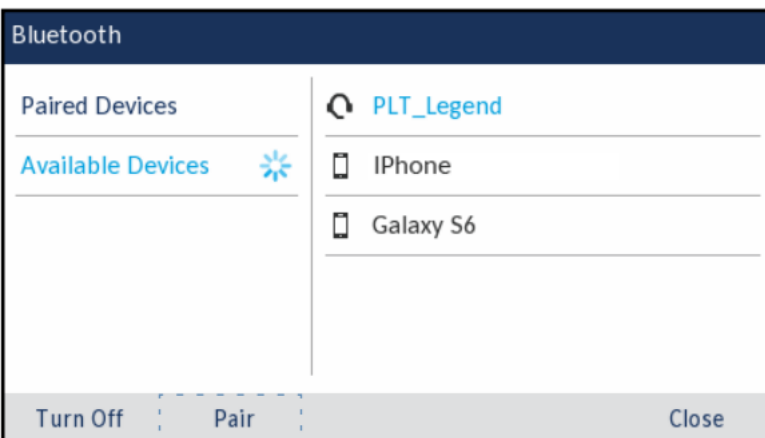 Bluetooth
Paired Devices
Available Devices
PLT_Legend
IPhone
Galaxy S6
Turn Off Pair Close